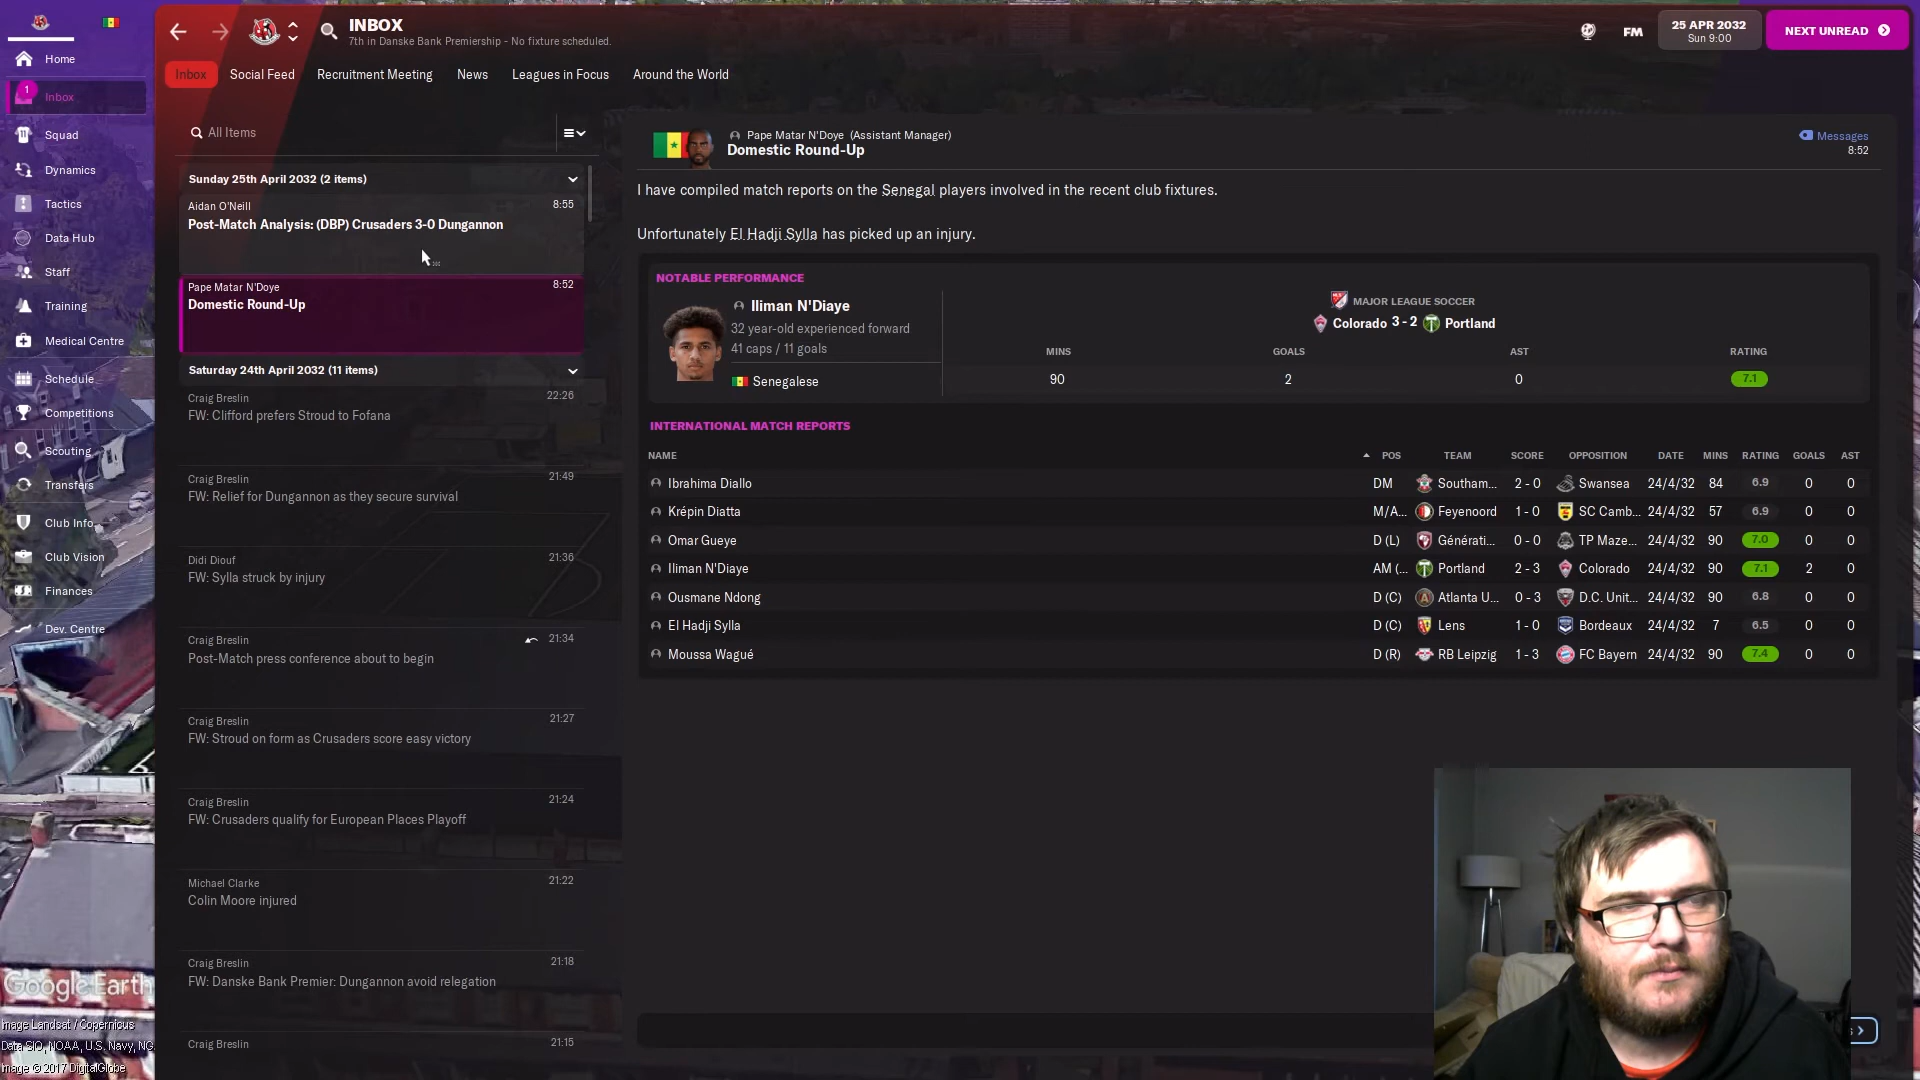 INBOX
7th in Danske Bank Premiership - No fixture scheduled.
FM
25 APR 2032
Sun 9:00
NEXT UNREAD
Inbox
Social Feed
Recruitment Meeting
News
Leagues in Focus
Around the World
Home
1
Inbox
Squad
Dynamics
Tactics
Data Hub
Staff
Training
Medical Centre
Schedule
Competitions
Scouting
Transfers
Club Info
Club Vision
Finances
Dev. Centre
Google Earth
Image Landsat / Copernicus
Data SIO, NOAA, U.S. Navy, NG
Image © 2017 DigitalGlobe
All Items
Sunday 25th April 2032 (2 items)
Aidan O'Neill 8:55
Post-Match Analysis: (DBP) Crusaders 3-0 Dungannon
Pape Matar N'Doye 8:52
Domestic Round-Up
Saturday 24th April 2032 (11 items)
Craig Breslin 22:26
FW: Clifford prefers Stroud to Fofana
Craig Breslin 21:49
FW: Relief for Dungannon as they secure survival
Didi Diouf 21:36
FW: Sylla struck by injury
Craig Breslin 21:34
Post-Match press conference about to begin
Craig Breslin 21:27
FW: Stroud on form as Crusaders score easy victory
Craig Breslin 21:24
FW: Crusaders qualify for European Places Playoff
Michael Clarke 21:22
Colin Moore injured
Craig Breslin 21:18
FW: Danske Bank Premier: Dungannon avoid relegation
Craig Breslin 21:15
Pape Matar N'Doye (Assistant Manager)
Domestic Round-Up
Messages
8:52
I have compiled match reports on the Senegal players involved in the recent club fixtures.
Unfortunately El Hadji Sylla has picked up an injury.
NOTABLE PERFORMANCE
Iliman N'Diaye
32 year-old experienced forward
41 caps / 11 goals
Senegalese
MAJOR LEAGUE SOCCER
Colorado 3 - 2 Portland
MINS GOALS AST RATING
90 2 0 7.1
INTERNATIONAL MATCH REPORTS
NAME POS TEAM SCORE OPPOSITION DATE MINS RATING GOALS AST
Ibrahima Diallo DM Southam... 2 - 0 Swansea 24/4/32 84 6.9 0 0
Krépin Diatta M/A... Feyenoord 1 - 0 SC Camb... 24/4/32 57 6.9 0 0
Omar Gueye D (L) Générati... 0 - 0 TP Maze... 24/4/32 90 7.0 0 0
Iliman N'Diaye AM (... Portland 2 - 3 Colorado 24/4/32 90 7.1 2 0
Ousmane Ndong D (C) Atlanta U... 0 - 3 D.C. Unit... 24/4/32 90 6.8 0 0
El Hadji Sylla D (C) Lens 1 - 0 Bordeaux 24/4/32 7 6.5 0 0
Moussa Wagué D (R) RB Leipzig 1 - 3 FC Bayern 24/4/32 90 7.4 0 0